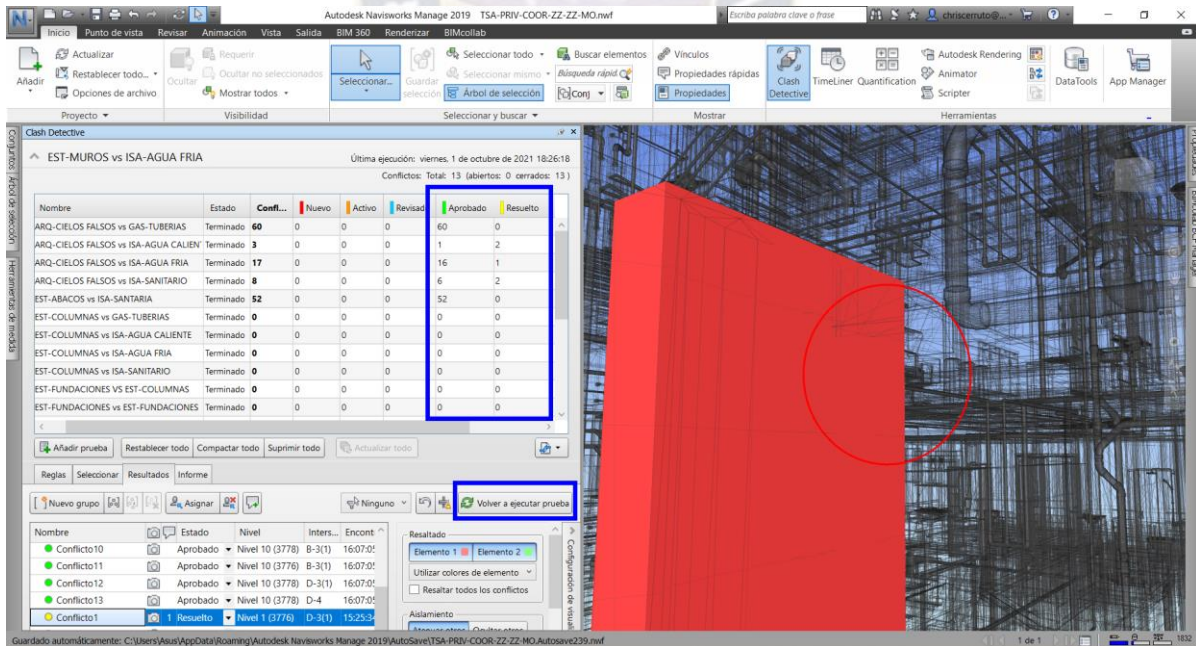 Autodesk Navisworks Manage 2019 TSA-PRIV-COOR-ZZ-ZZ-MO.nwf
Escriba palabra clave o frase
chriscerruto@...
Inicio Punto de vista Revisar Animación Vista Salida BIM 360 Renderizar BIMcollab
Añadir
Actualizar
Restablecer todo...
Opciones de archivo
Proyecto
Ocultar
Requerir
Ocultar no seleccionados
Mostrar todos
Visibilidad
Seleccionar...
Guardar selección
Seleccionar todo
Seleccionar mismo
Árbol de selección
Buscar elementos
Búsqueda rápid
Conj
Seleccionar y buscar
Vínculos
Propiedades rápidas
Propiedades
Mostrar
Clash Detective
TimeLiner
Quantification
Autodesk Rendering
Animator
Scripter
DataTools
App Manager
Herramientas
Conjuntos
Árbol de selección
Herramientas de medida
Clash Detective
EST-MUROS vs ISA-AGUA FRIA
Última ejecución: viernes, 1 de octubre de 2021 18:26:18
Conflictos: Total: 13 (abiertos: 0 cerrados: 13)
Nombre Estado Confl... Nuevo Activo Revisad Aprobado Resuelto
ARQ-CIELOS FALSOS vs GAS-TUBERIAS Terminado 60 0 0 0 60 0
ARQ-CIELOS FALSOS vs ISA-AGUA CALIEN Terminado 3 0 0 0 1 2
ARQ-CIELOS FALSOS vs ISA-AGUA FRIA Terminado 17 0 0 0 16 1
ARQ-CIELOS FALSOS vs ISA-SANITARIO Terminado 8 0 0 0 6 2
EST-ABACOS vs ISA-SANTARIA Terminado 52 0 0 0 52 0
EST-COLUMNAS vs GAS-TUBERIAS Terminado 0 0 0 0 0 0
EST-COLUMNAS vs ISA-AGUA CALIENTE Terminado 0 0 0 0 0 0
EST-COLUMNAS vs ISA-AGUA FRIA Terminado 0 0 0 0 0 0
EST-COLUMNAS vs ISA-SANITARIO Terminado 0 0 0 0 0 0
EST-FUNDACIONES VS EST-COLUMNAS Terminado 0 0 0 0 0 0
EST-FUNDACIONES vs EST-FUNDACIONES Terminado 0 0 0 0 0 0
Añadir prueba Restablecer todo Compactar todo Suprimir todo Actualizar todo
Reglas Seleccionar Resultados Informe
Nuevo grupo Asignar Ninguno Volver a ejecutar prueba
Nombre Estado Nivel Inters... Encont
Conflicto10 Aprobado Nivel 10 (3778) B-3(1) 16:07:05
Conflicto11 Aprobado Nivel 10 (3776) B-3(1) 16:07:05
Conflicto12 Aprobado Nivel 10 (3778) D-3(1) 16:07:05
Conflicto13 Aprobado Nivel 10 (3778) D-4 16:07:05
Conflicto1 1 Resuelto Nivel 1 (3776) D-3(1) 15:25:34
Resaltado
Elemento 1 Elemento 2
Utilizar colores de elemento
Resaltar todos los conflictos
Aislamiento
Atenuar otros Ocultar otros
Configuración de visuali
Propiedades
Guardado automáticamente: C:\Users\Asus\AppData\Roaming\Autodesk Navisworks Manage 2019\AutoSave\TSA-PRIV-COOR-ZZ-ZZ-MO.Autosave239.nwf
1 de 1
1832